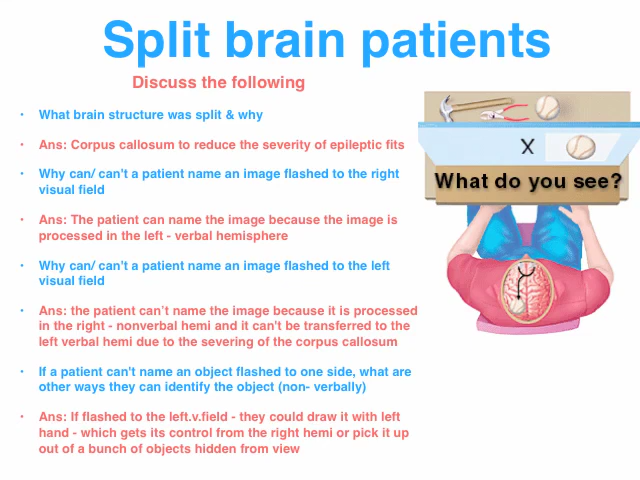 Split brain patients
Discuss the following
• What brain structure was split & why
• Ans: Corpus callosum to reduce the severity of epileptic fits
• Why can/ can't a patient name an image flashed to the right
visual field
• Ans: The patient can name the image because the image is
processed in the left - verbal hemisphere
• Why can/ can't a patient name an image flashed to the left
visual field
• Ans: the patient can't name the image because it is processed
in the right - nonverbal hemi and it can't be transferred to the
left verbal hemi due to the severing of the corpus callosum
• If a patient can't name an object flashed to one side, what are
other ways they can identify the object (non- verbally)
• Ans: If flashed to the left.v.field - they could draw it with left
hand - which gets its control from the right hemi or pick it up
out of a bunch of objects hidden from view
X
What do you see?